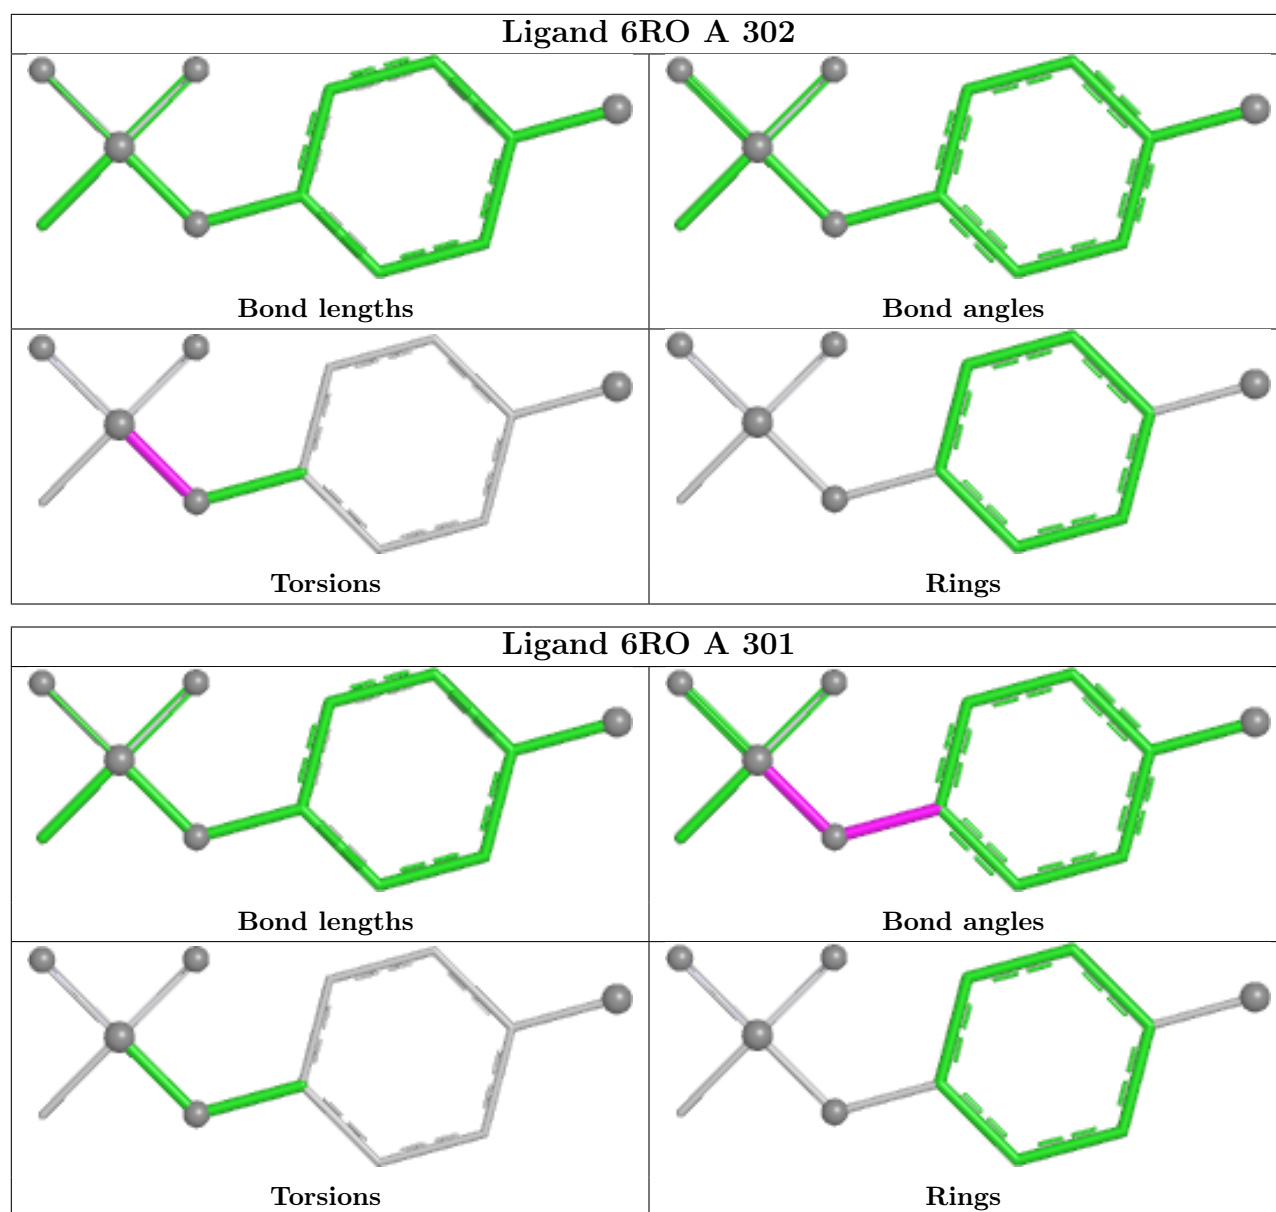 Ligand 6RO A 302
Bond lengths
Bond angles
Torsions
Rings
Ligand 6RO A 301
Bond lengths
Bond angles
Torsions
Rings